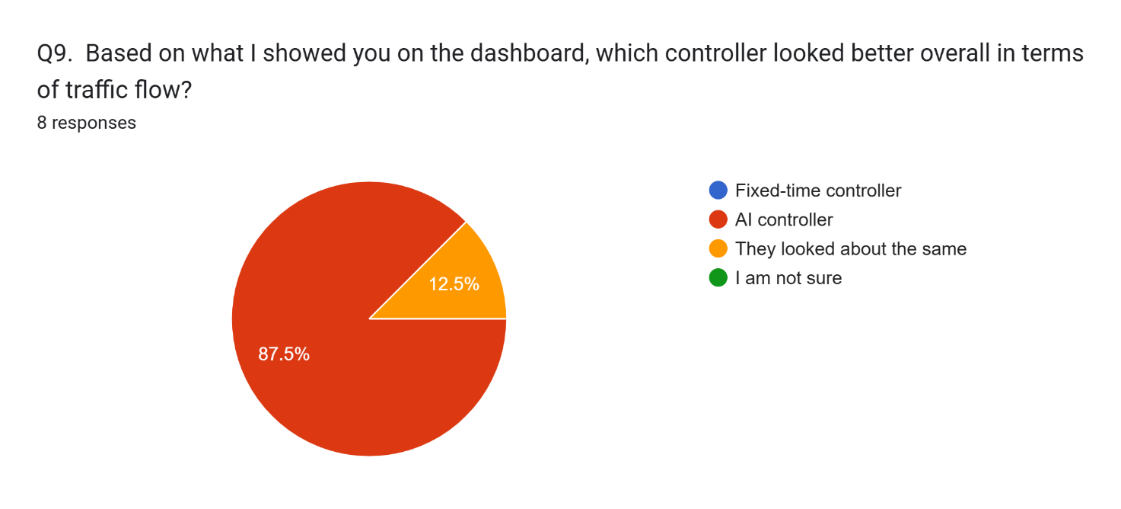 Q9.  Based on what I showed you on the dashboard, which controller looked better overall in terms
of traffic flow?
8 responses
Fixed-time controller
AI controller
They looked about the same
I am not sure
12.5%
87.5%